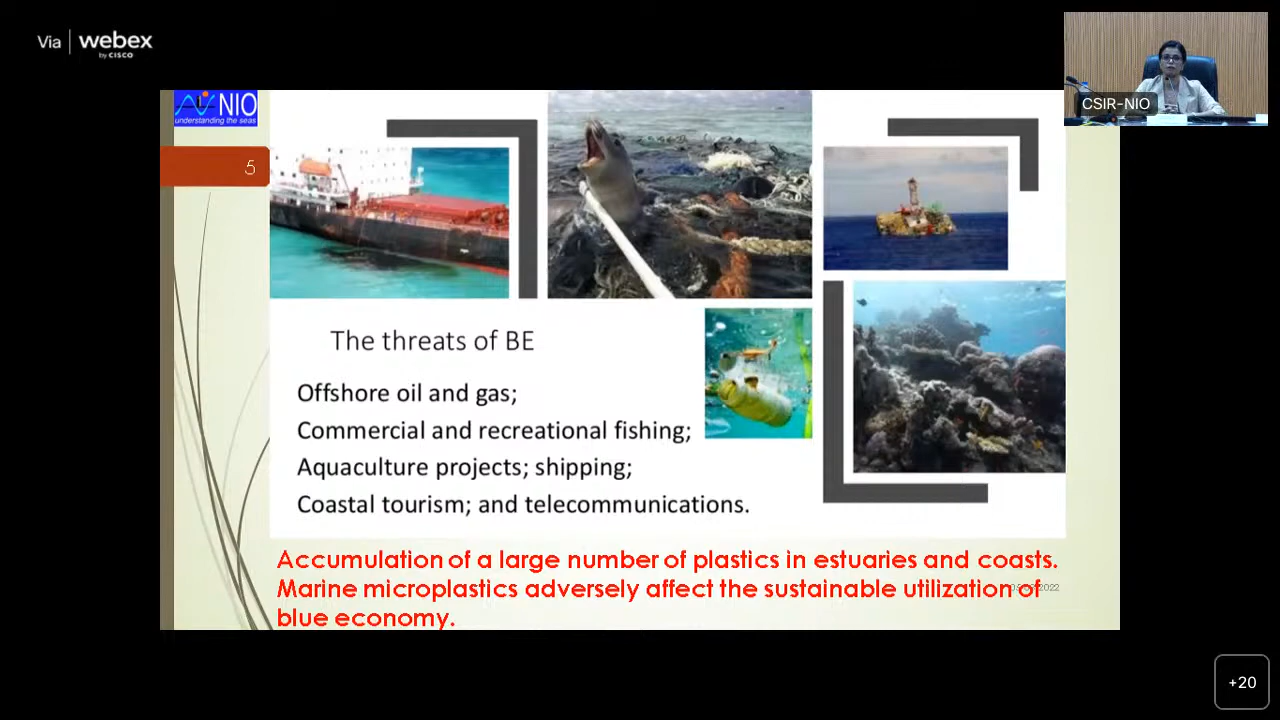 Via webex
by CISCO
NIO
understanding the seas
5
CSIR-NIO
The threats of BE
Offshore oil and gas;
Commercial and recreational fishing;
Aquaculture projects; shipping;
Coastal tourism; and telecommunications.
Accumulation of a large number of plastics in estuaries and coasts.
Marine microplastics adversely affect the sustainable utilization of
blue economy.
2022
+20